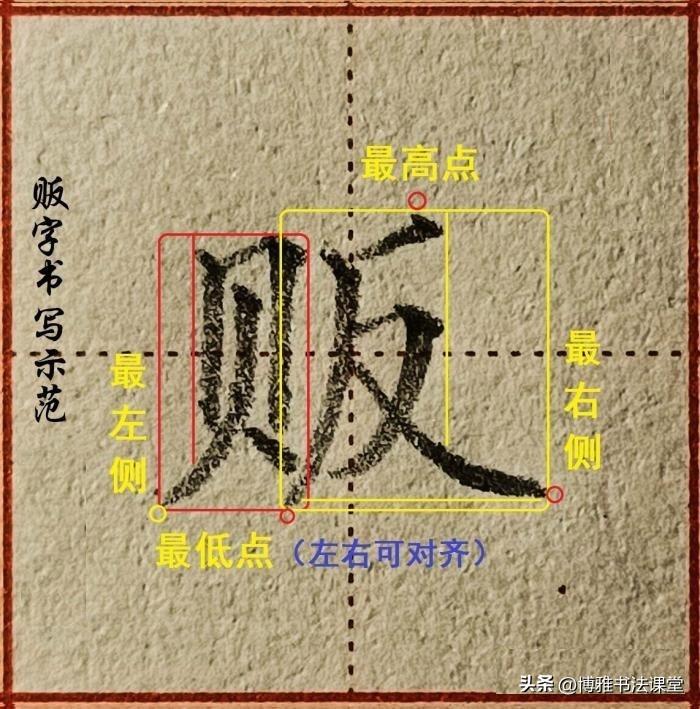 贩字书写示范
最高点
贩
最左侧
最右侧
最低点（左右可对齐）
头条 @博雅书法课堂